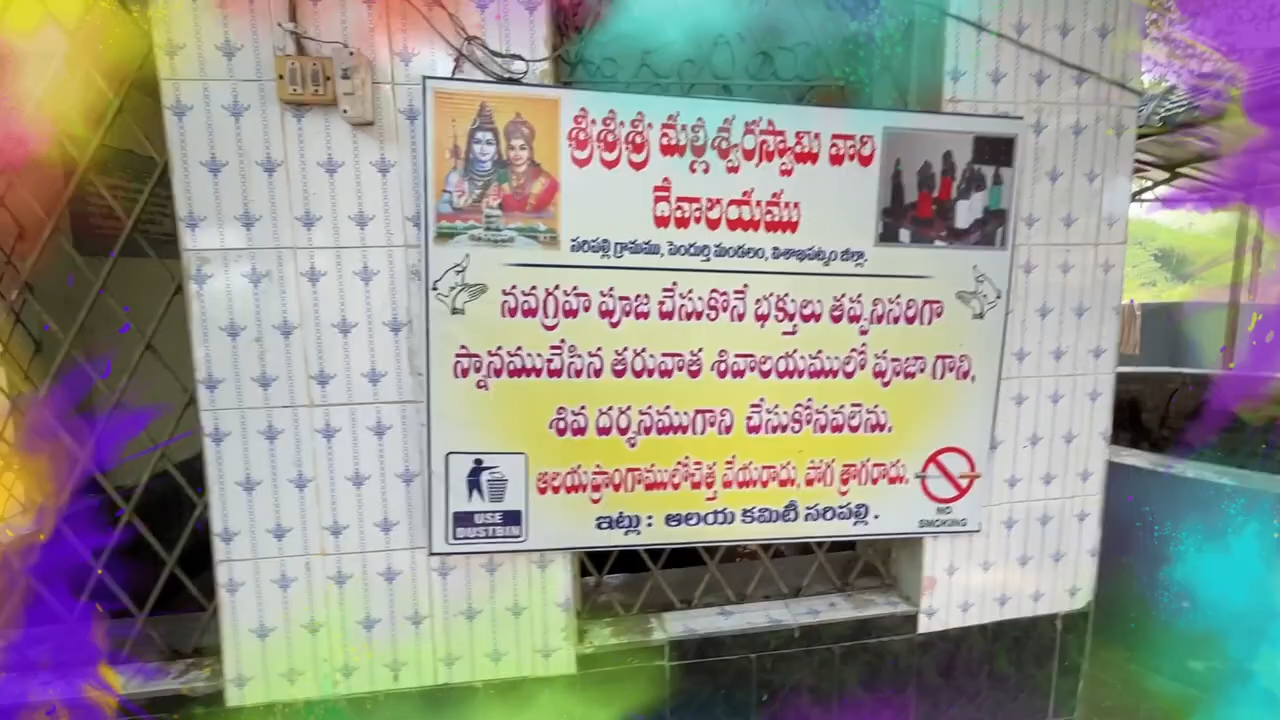 శ్రీశ్రీశ్రీ మల్లిశ్వరస్వామి వారి
దేవాలయము
సరిపల్లి గ్రామము, పెందుర్తి మండలం, విశాఖపట్నం జిల్లా.
నవగ్రహ పూజ చేసుకొనే భక్తులు తప్పనిసరిగా
స్నానముచేసిన తరువాత శివాలయములో పూజా గాని,
శివ దర్శనముగాని చేసుకోనవలెను.
ఆలయప్రాంగాములోచెత్త వేయరాదు, పొగ త్రాగరాదు.
ఇట్లు : ఆలయ కమిటీ సరిపల్లి .
USE
DUSTBIN
NO
SMOKING